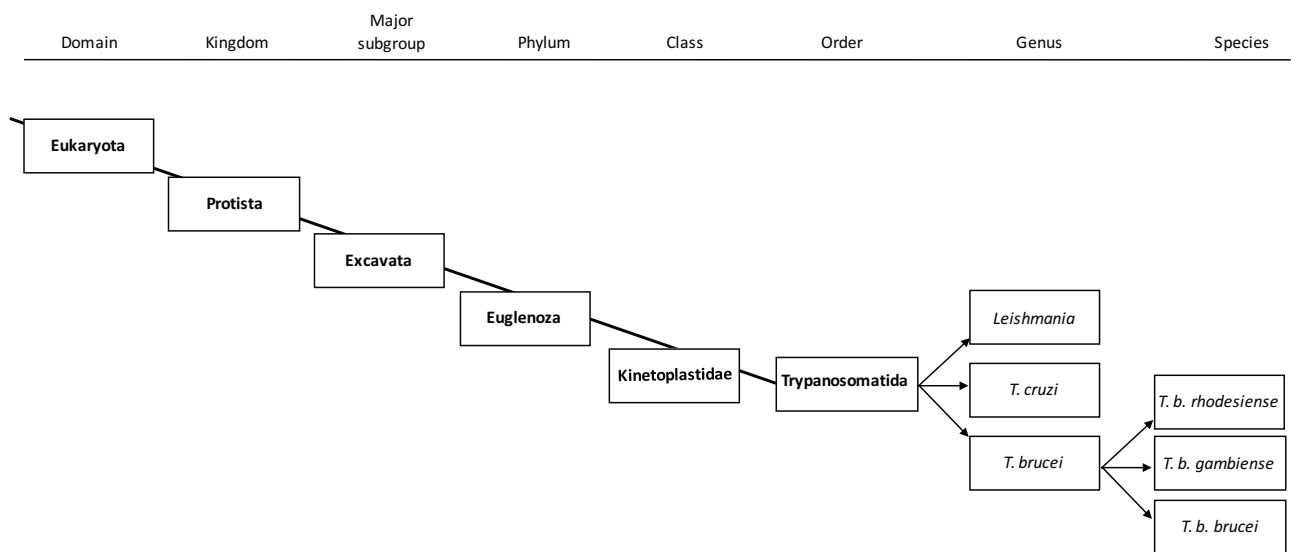 Domain
Kingdom
Major
subgroup
Phylum
Class
Order
Genus
Species
Eukaryota
Protista
Excavata
Euglenoza
Kinetoplastidae
Trypanosomatida
Leishmania
T. cruzi
T. brucei
T. b. rhodesiense
T. b. gambiense
T. b. brucei